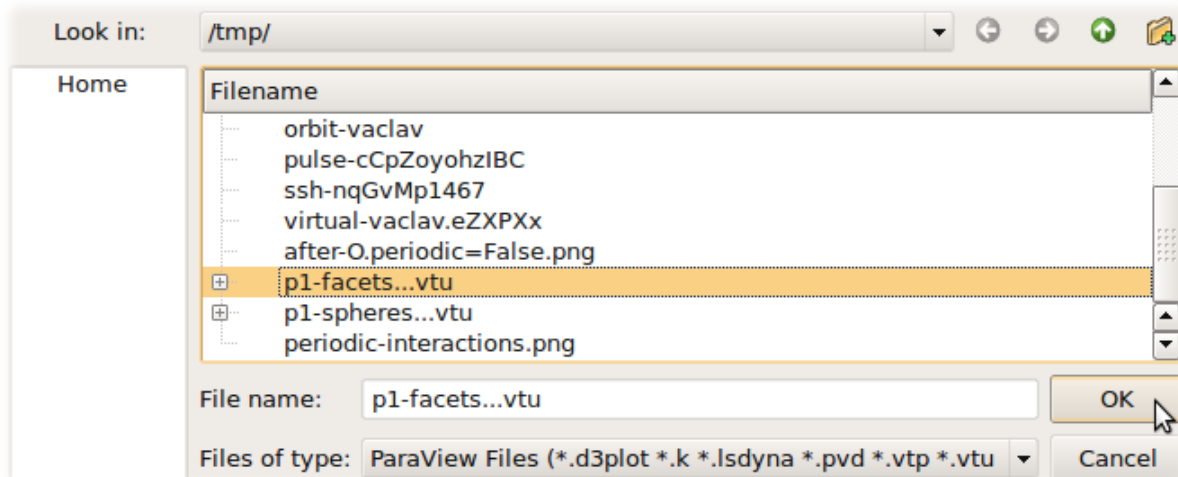 Look in: /tmp/
Home
Filename
orbit-vaclav
pulse-cCpZoyohzIBC
ssh-nqGvMp1467
virtual-vaclav.eZXPXx
after-O.periodic=False.png
p1-facets...vtu
p1-spheres...vtu
periodic-interactions.png
File name: p1-facets...vtu OK
Files of type: ParaView Files (*.d3plot *.k *.lsdyna *.pvd *.vtp *.vtu Cancel